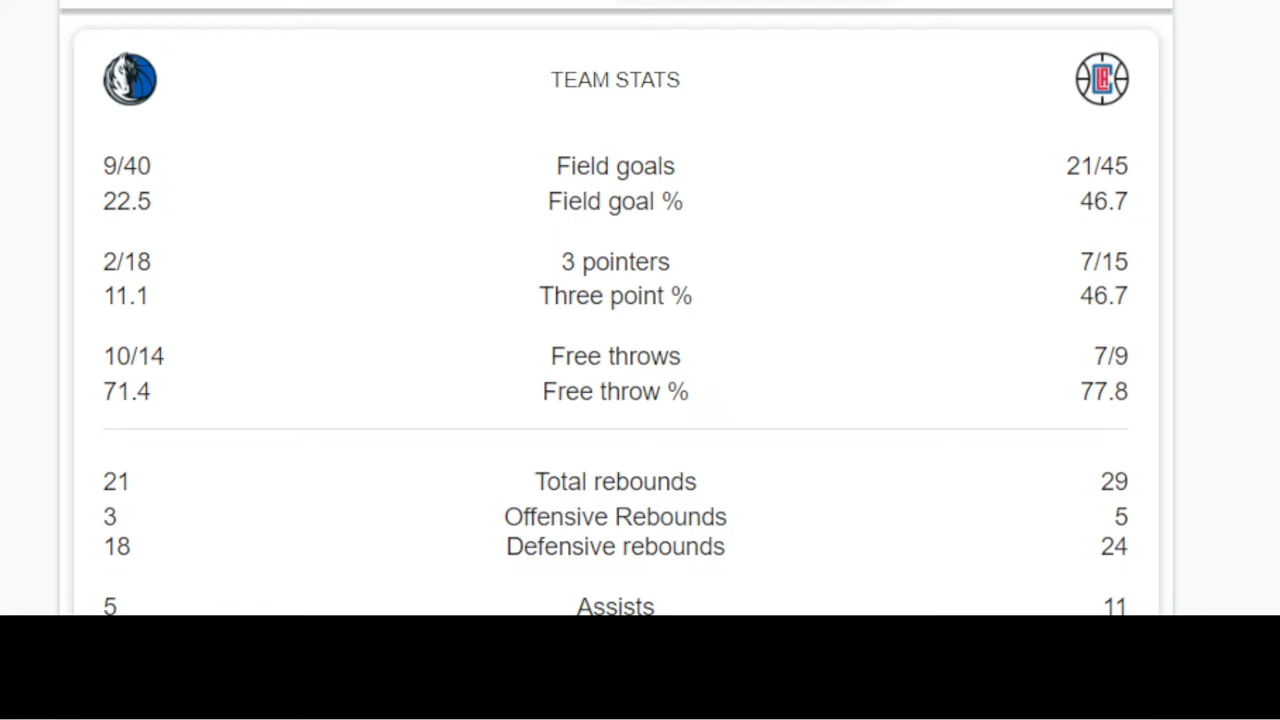 TEAM STATS
9/40 Field goals 21/45
22.5 Field goal % 46.7
2/18 3 pointers 7/15
11.1 Three point % 46.7
10/14 Free throws 7/9
71.4 Free throw % 77.8
21 Total rebounds 29
3 Offensive Rebounds 5
18 Defensive rebounds 24
5 Assists 11